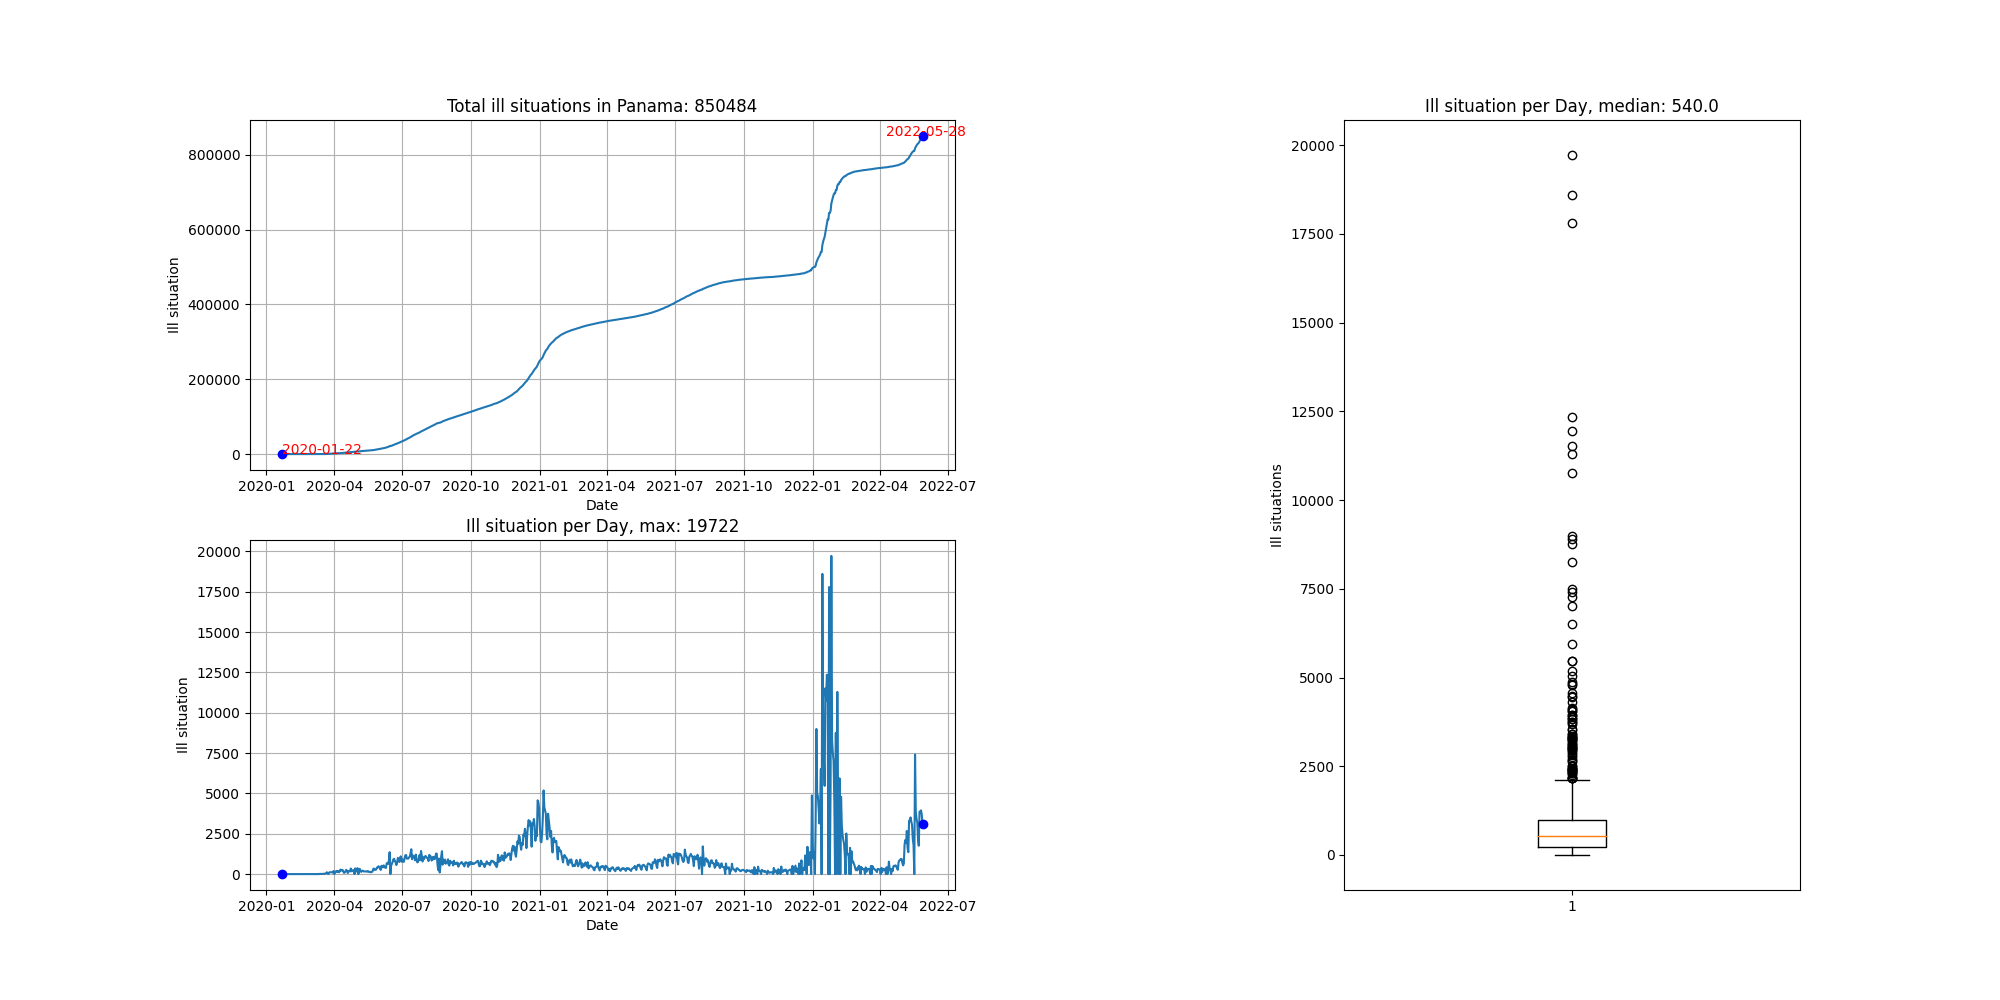 Total ill situations in Panama: 850484
Ill situation
800000
600000
400000
200000
0
2022-05-28
2020-01-22
2020-01 2020-04 2020-07 2020-10 2021-01 2021-04 2021-07 2021-10 2022-01 2022-04 2022-07
Date
Ill situation per Day, max: 19722
Ill situation
20000
17500
15000
12500
10000
7500
5000
2500
0
2020-01 2020-04 2020-07 2020-10 2021-01 2021-04 2021-07 2021-10 2022-01 2022-04 2022-07
Date
Ill situation per Day, median: 540.0
Ill situations
20000
17500
15000
12500
10000
7500
5000
2500
0
1